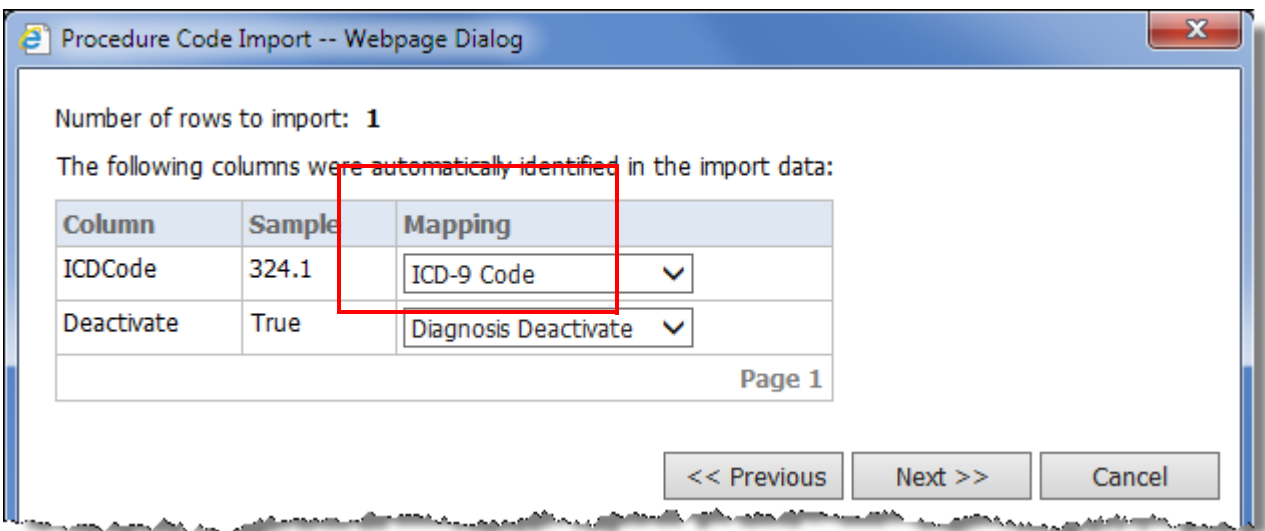 Procedure Code Import -- Webpage Dialog
Number of rows to import: 1
The following columns were automatically identified in the import data:
Column Sample Mapping
ICDCode 324.1 ICD-9 Code
Deactivate True Diagnosis Deactivate
Page 1
<< Previous Next >> Cancel